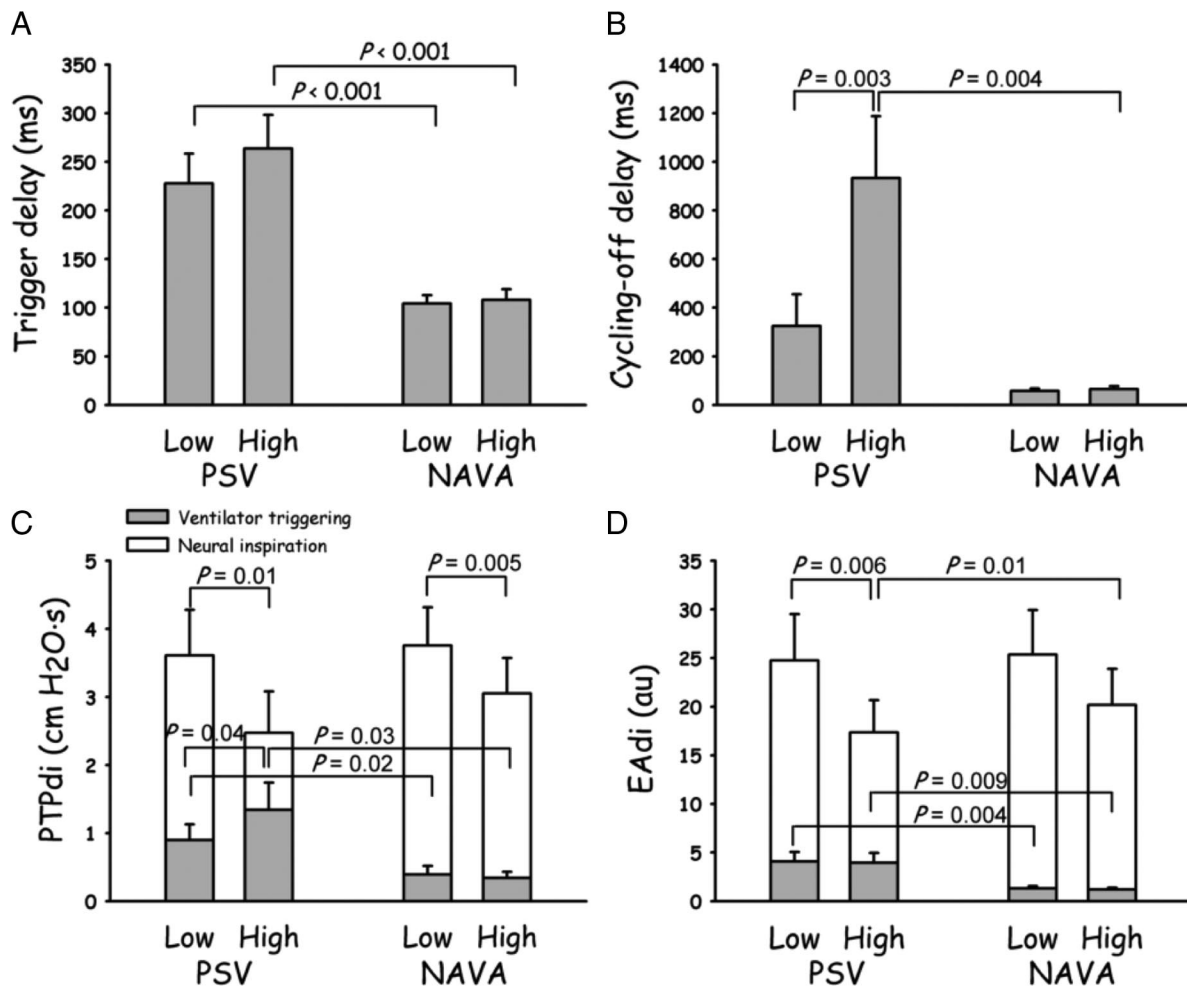 A
Trigger delay (ms)
350
300
250
200
150
100
50
0
P < 0.001
P < 0.001
Low High Low High
PSV NAVA
B
Cycling-off delay (ms)
1400
1200
1000
800
600
400
200
0
P = 0.003
P = 0.004
Low High Low High
PSV NAVA
C
Ventilator triggering
Neural inspiration
PTPdi (cm H2O·s)
5
4
3
2
1
0
P = 0.01
P = 0.005
P = 0.04
P = 0.03
P = 0.02
Low High Low High
PSV NAVA
D
EAdi (au)
35
30
25
20
15
10
5
0
P = 0.006
P = 0.01
P = 0.009
P = 0.004
Low High Low High
PSV NAVA